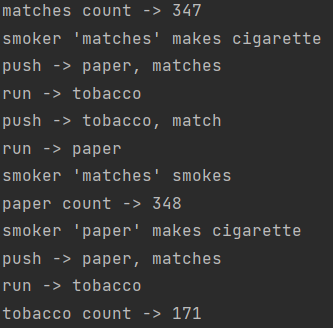 matches count -> 347
smoker 'matches' makes cigarette
push -> paper, matches
run -> tobacco
push -> tobacco, match
run -> paper
smoker 'matches' smokes
paper count -> 348
smoker 'paper' makes cigarette
push -> paper, matches
run -> tobacco
tobacco count -> 171